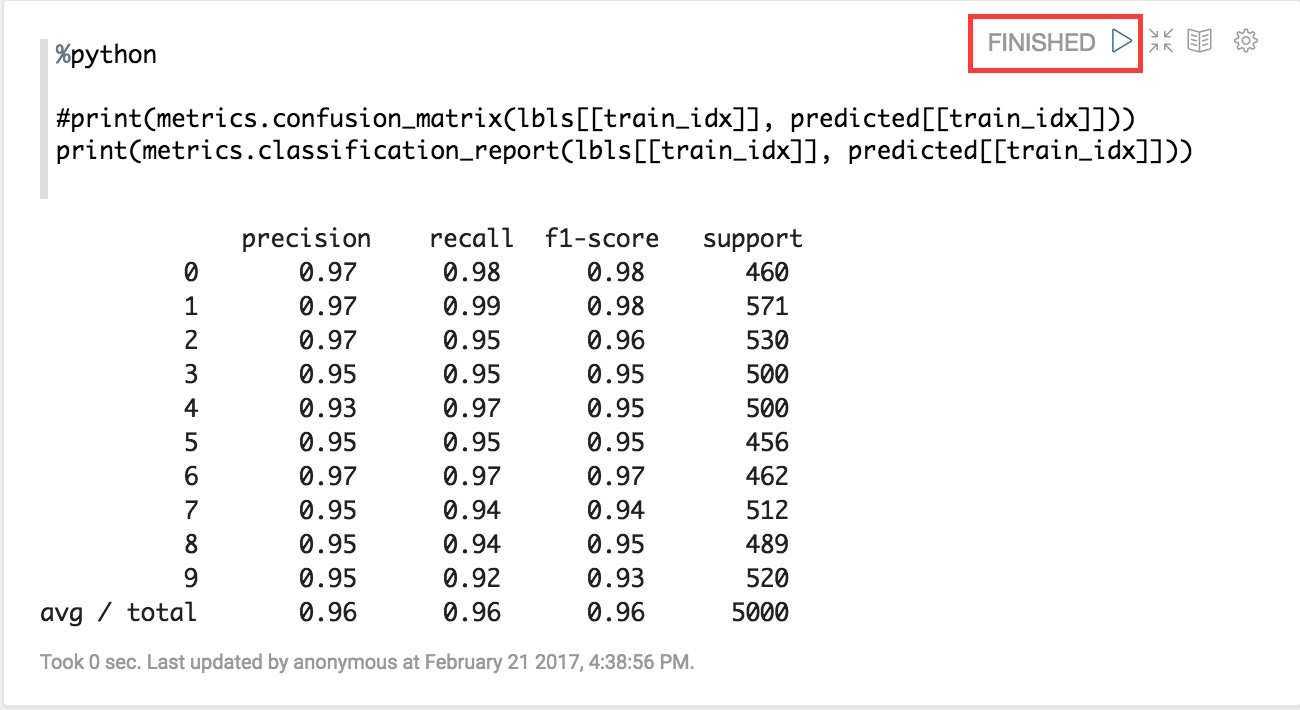 FINISHED
%python
#print(metrics.confusion_matrix(lbls[[train_idx]], predicted[[train_idx]]))
print(metrics.classification_report(lbls[[train_idx]], predicted[[train_idx]]))
precision recall f1-score support
0 0.97 0.98 0.98 460
1 0.97 0.99 0.98 571
2 0.97 0.95 0.96 530
3 0.95 0.95 0.95 500
4 0.93 0.97 0.95 500
5 0.95 0.95 0.95 456
6 0.97 0.97 0.97 462
7 0.95 0.94 0.94 512
8 0.95 0.94 0.95 489
9 0.95 0.92 0.93 520
avg / total 0.96 0.96 0.96 5000
Took 0 sec. Last updated by anonymous at February 21 2017, 4:38:56 PM.